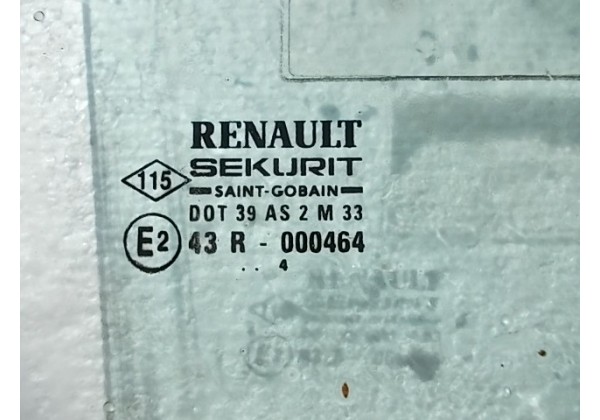 RENAULT
SEKURIT
SAINT-GOBAIN
115
DOT 39 AS 2 M 33
E2
43 R - 000464
.. 4